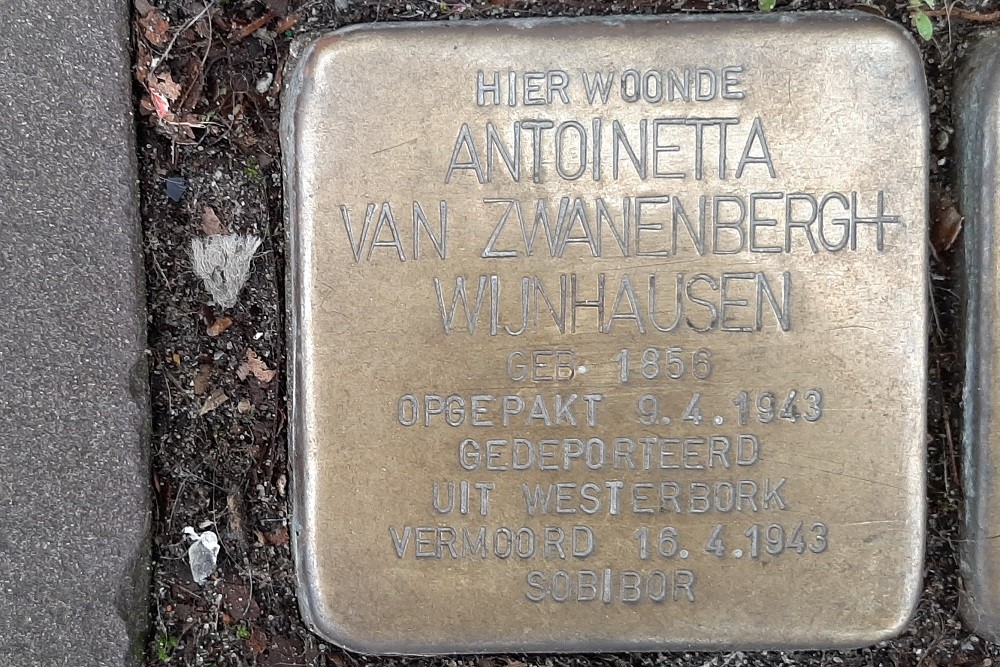 HIER WOONDE
ANTOINETTA
VAN ZWANENBERGH-
WIJNHAUSEN
GEB. 1856
OPGEPAKT 9.4.1943
GEDEPORTEERD
UIT WESTERBORK
VERMOORD 16.4.1943
SOBIBOR